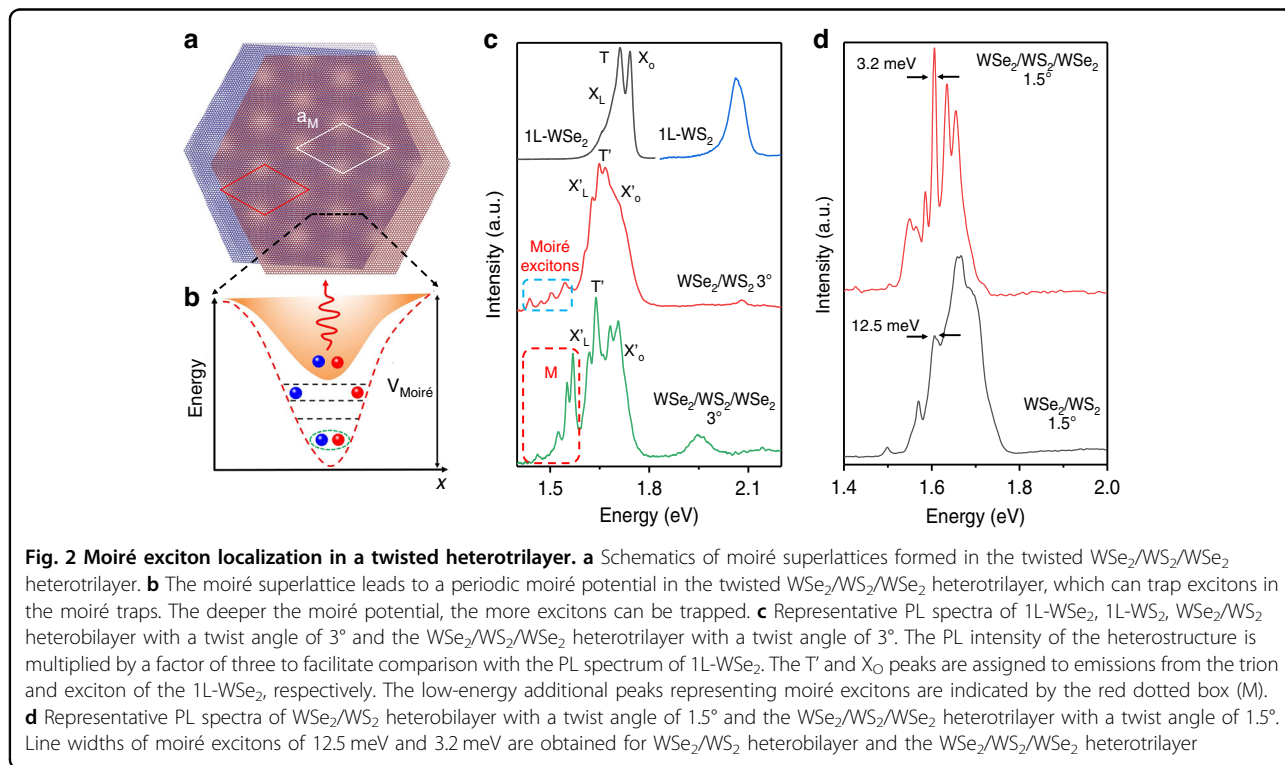 a
a_M
b
Energy
V_Moiré
x
c
T
X_o
X_L
1L-WSe₂
1L-WS₂
T'
X'_L
X'_o
Moiré
excitons
WSe₂/WS₂ 3°
T'
X'_L
X'_o
M
WSe₂/WS₂/WSe₂
3°
Intensity (a.u.)
1.5 1.8 2.1
Energy (eV)
d
3.2 meV
WSe₂/WS₂/WSe₂
1.5°
12.5 meV
WSe₂/WS₂
1.5°
Intensity (a.u.)
1.4 1.6 1.8 2.0
Energy (eV)
Fig. 2 Moiré exciton localization in a twisted heterotrilayer. a Schematics of moiré superlattices formed in the twisted WSe₂/WS₂/WSe₂
heterotrilayer. b The moiré superlattice leads to a periodic moiré potential in the twisted WSe₂/WS₂/WSe₂ heterotrilayer, which can trap excitons in
the moiré traps. The deeper the moiré potential, the more excitons can be trapped. c Representative PL spectra of 1L-WSe₂, 1L-WS₂, WSe₂/WS₂
heterobilayer with a twist angle of 3° and the WSe₂/WS₂/WSe₂ heterotrilayer with a twist angle of 3°. The PL intensity of the heterostructure is
multiplied by a factor of three to facilitate comparison with the PL spectrum of 1L-WSe₂. The T' and X_O peaks are assigned to emissions from the trion
and exciton of the 1L-WSe₂, respectively. The low-energy additional peaks representing moiré excitons are indicated by the red dotted box (M).
d Representative PL spectra of WSe₂/WS₂ heterobilayer with a twist angle of 1.5° and the WSe₂/WS₂/WSe₂ heterotrilayer with a twist angle of 1.5°.
Line widths of moiré excitons of 12.5 meV and 3.2 meV are obtained for WSe₂/WS₂ heterobilayer and the WSe₂/WS₂/WSe₂ heterotrilayer